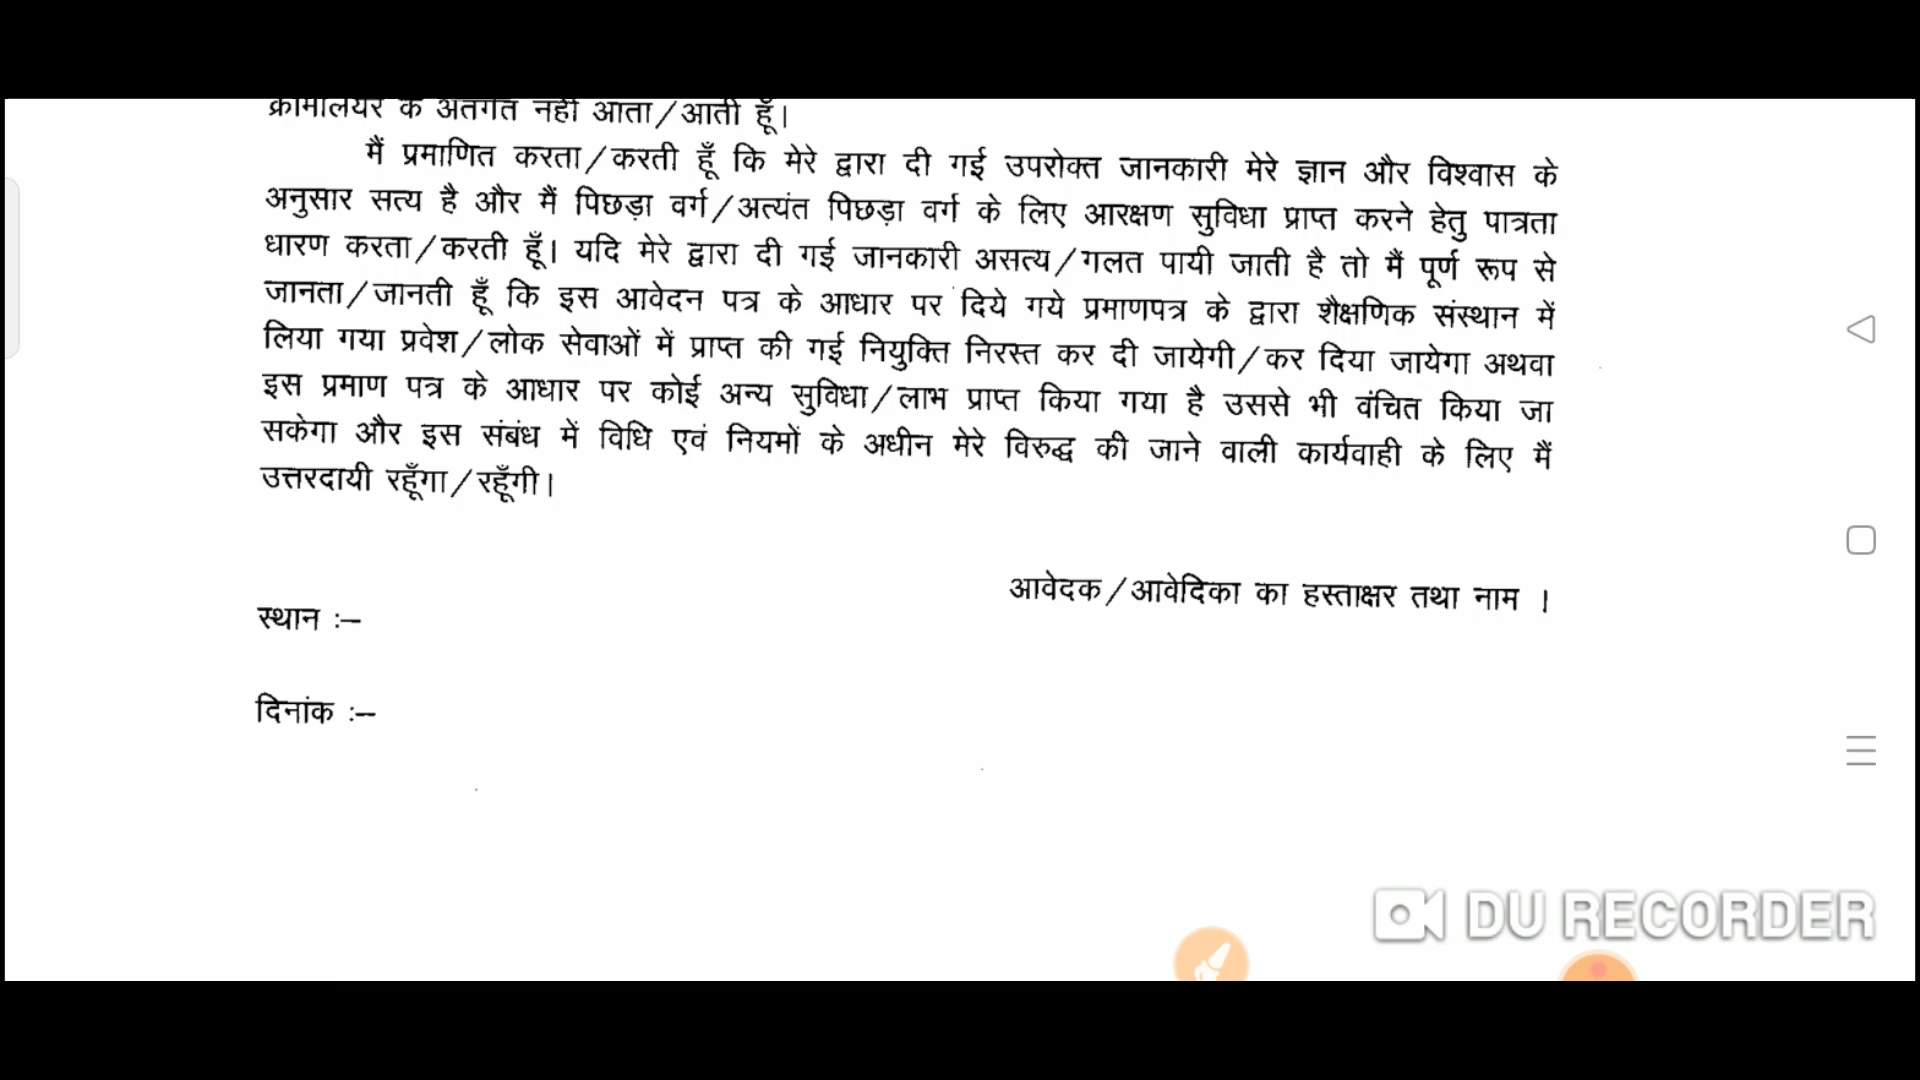 क्रीमीलेयर के अंतर्गत नहीं आता/आती हूँ।
मैं प्रमाणित करता/करती हूँ कि मेरे द्वारा दी गई उपरोक्त जानकारी मेरे ज्ञान और विश्वास के
अनुसार सत्य है और मैं पिछड़ा वर्ग/अत्यंत पिछड़ा वर्ग के लिए आरक्षण सुविधा प्राप्त करने हेतु पात्रता
धारण करता/करती हूँ। यदि मेरे द्वारा दी गई जानकारी असत्य/गलत पायी जाती है तो मैं पूर्ण रूप से
जानता/जानती हूँ कि इस आवेदन पत्र के आधार पर दिये गये प्रमाणपत्र के द्वारा शैक्षणिक संस्थान में
लिया गया प्रवेश/लोक सेवाओं में प्राप्त की गई नियुक्ति निरस्त कर दी जायेगी/कर दिया जायेगा अथवा
इस प्रमाण पत्र के आधार पर कोई अन्य सुविधा/लाभ प्राप्त किया गया है उससे भी वंचित किया जा
सकेगा और इस संबंध में विधि एवं नियमों के अधीन मेरे विरुद्ध की जाने वाली कार्यवाही के लिए मैं
उत्तरदायी रहूँगा/रहूँगी।
आवेदक/आवेदिका का हस्ताक्षर तथा नाम ।
स्थान :–
दिनांक :–
DU RECORDER